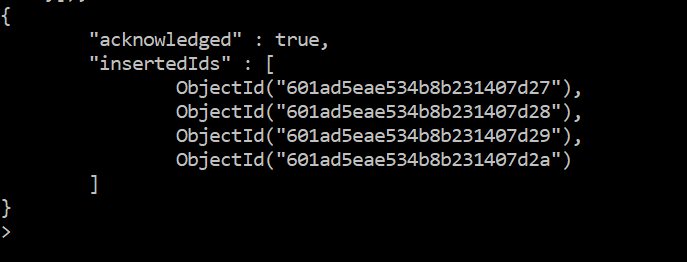 {
"acknowledged" : true,
"insertedIds" : [
ObjectId("601ad5eae534b8b231407d27"),
ObjectId("601ad5eae534b8b231407d28"),
ObjectId("601ad5eae534b8b231407d29"),
ObjectId("601ad5eae534b8b231407d2a")
]
}
>